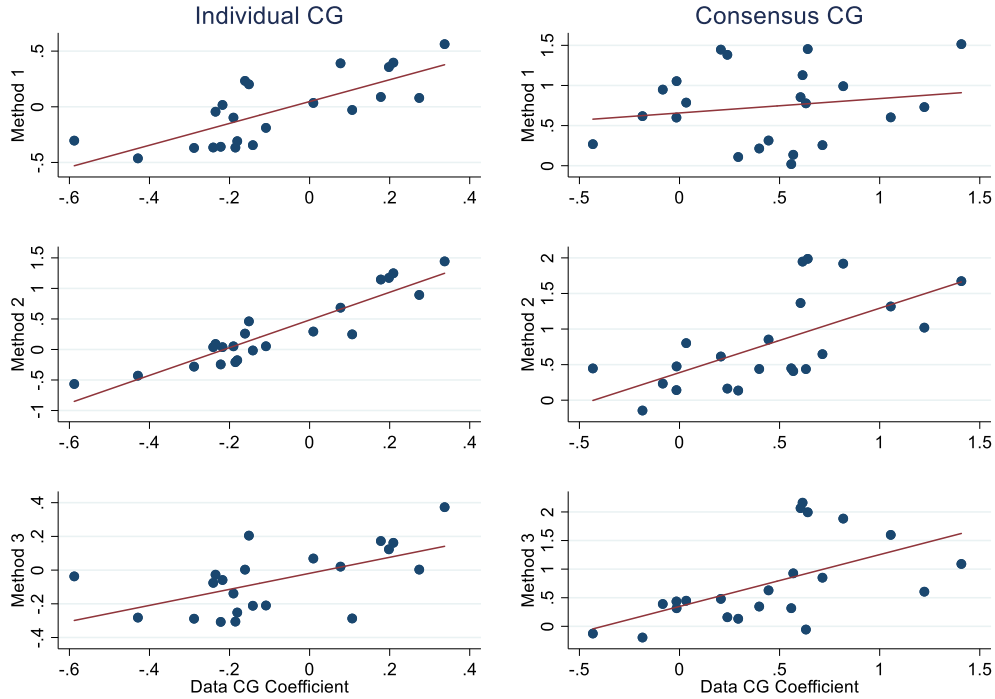 Individual CG
Consensus CG
Method 1
.5
0
-.5
-.6 -.4 -.2 0 .2 .4
Method 1
1.5
1
.5
0
-.5 0 .5 1 1.5
Method 2
1.5
1
.5
0
-.5
-1
-.6 -.4 -.2 0 .2 .4
Method 2
2
1.5
1
.5
0
-.5 0 .5 1 1.5
Method 3
.4
.2
0
-.2
-.4
-.6 -.4 -.2 0 .2 .4
Data CG Coefficient
Method 3
2
1.5
1
.5
0
-.5 0 .5 1 1.5
Data CG Coefficient